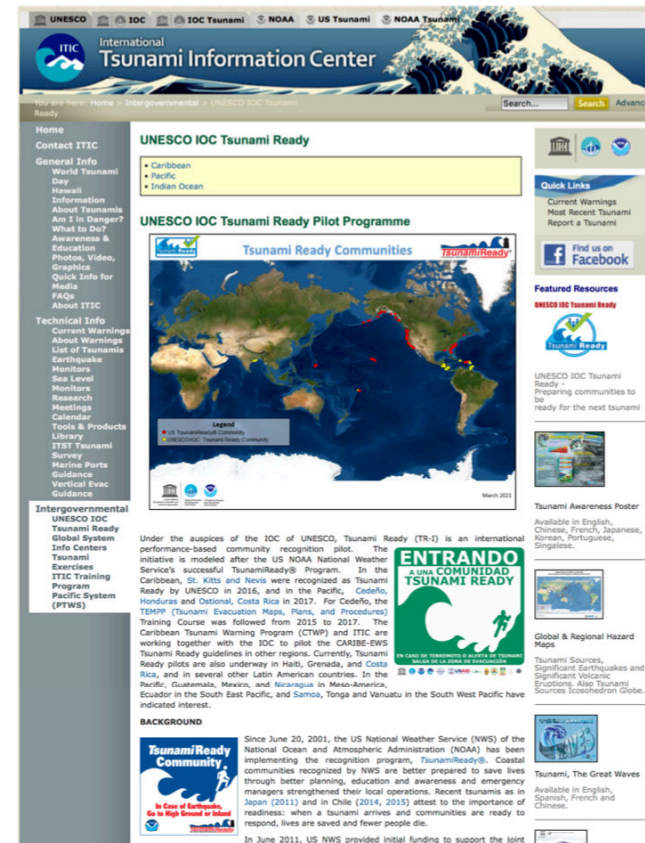 UNESCO IOC IOC Tsunami NOAA US Tsunami NOAA Tsunami
ITIC
International
Tsunami Information Center
You are here: Home > Intergovernmental > UNESCO IOC Tsunami
Ready
Search... Search Advanc
Home
Contact ITIC
General Info
World Tsunami
Day
Hawaii
Information
About Tsunamis
Am I in Danger?
What to Do?
Awareness &
Education
Photos, Video,
Graphics
Quick Info for
Media
FAQs
About ITIC
Technical Info
Current Warnings
About Warnings
List of Tsunamis
Earthquake
Monitors
Sea Level
Monitors
Research
Meetings
Calendar
Tools & Products
Library
ITST Tsunami
Survey
Marine Ports
Guidance
Vertical Evac
Guidance
Intergovernmental
UNESCO IOC
Tsunami Ready
Global System
Info Centers
Tsunami
Exercises
ITIC Training
Program
Pacific System
(PTWS)
UNESCO IOC Tsunami Ready
• Caribbean
• Pacific
• Indian Ocean
UNESCO IOC Tsunami Ready Pilot Programme
Tsunami Ready
Tsunami Ready Communities
TsunamiReady
Legend
US TsunamiReady® Community
UNESCO/IOC Tsunami Ready Community
March 2021
Under the auspices of the IOC of UNESCO, Tsunami Ready (TR-I) is an international
performance-based community recognition pilot. The
initiative is modeled after the US NOAA National Weather
Service's successful TsunamiReady® Program. In the
Caribbean, St. Kitts and Nevis were recognized as Tsunami
Ready by UNESCO in 2016, and in the Pacific, Cedeño,
Honduras and Ostional, Costa Rica in 2017. For Cedeño, the
TEMPP (Tsunami Evacuation Maps, Plans, and Procedures)
Training Course was followed from 2015 to 2017. The
Caribbean Tsunami Warning Program (CTWP) and ITIC are
working together with the IOC to pilot the CARIBE-EWS
Tsunami Ready guidelines in other regions. Currently, Tsunami
Ready pilots are also underway in Haiti, Grenada, and Costa
Rica, and in several other Latin American countries. In the
Pacific, Guatemala, Mexico, and Nicaragua in Meso-America,
Ecuador in the South East Pacific, and Samoa, Tonga and Vanuatu in the South West Pacific have
indicated interest.
ENTRANDO
A UNA COMUNIDAD
TSUNAMI READY
EN CASO DE TERREMOTO O ALERTA DE TSUNAMI
SALGA DE LA ZONA DE EVACUACIÓN
BACKGROUND
TsunamiReady
Community
In Case of Earthquake,
Go to High Ground or Inland
TsunamiReady
Since June 20, 2001, the US National Weather Service (NWS) of the
National Ocean and Atmospheric Administration (NOAA) has been
implementing the recognition program, TsunamiReady®. Coastal
communities recognized by NWS are better prepared to save lives
through better planning, education and awareness and emergency
managers strengthened their local operations. Recent tsunamis as in
Japan (2011) and in Chile (2014, 2015) attest to the importance of
readiness: when a tsunami arrives and communities are ready to
respond, lives are saved and fewer people die.
In June 2011, US NWS provided initial funding to support the joint
Quick Links
Current Warnings
Most Recent Tsunami
Report a Tsunami
Find us on
Facebook
Featured Resources
UNESCO IOC Tsunami Ready
Tsunami Ready
UNESCO IOC Tsunami
Ready -
Preparing communities to
be
ready for the next tsunami
Tsunami Awareness Poster
Available in English,
Chinese, French, Japanese,
Korean, Portuguese,
Singalese.
Global & Regional Hazard
Maps
Tsunami Sources,
Significant Earthquakes and
Significant Volcanic
Eruptions. Also Tsunami
Sources Icosohedron Globe.
Tsunami, The Great Waves
Available in English,
Spanish, French and
Chinese.